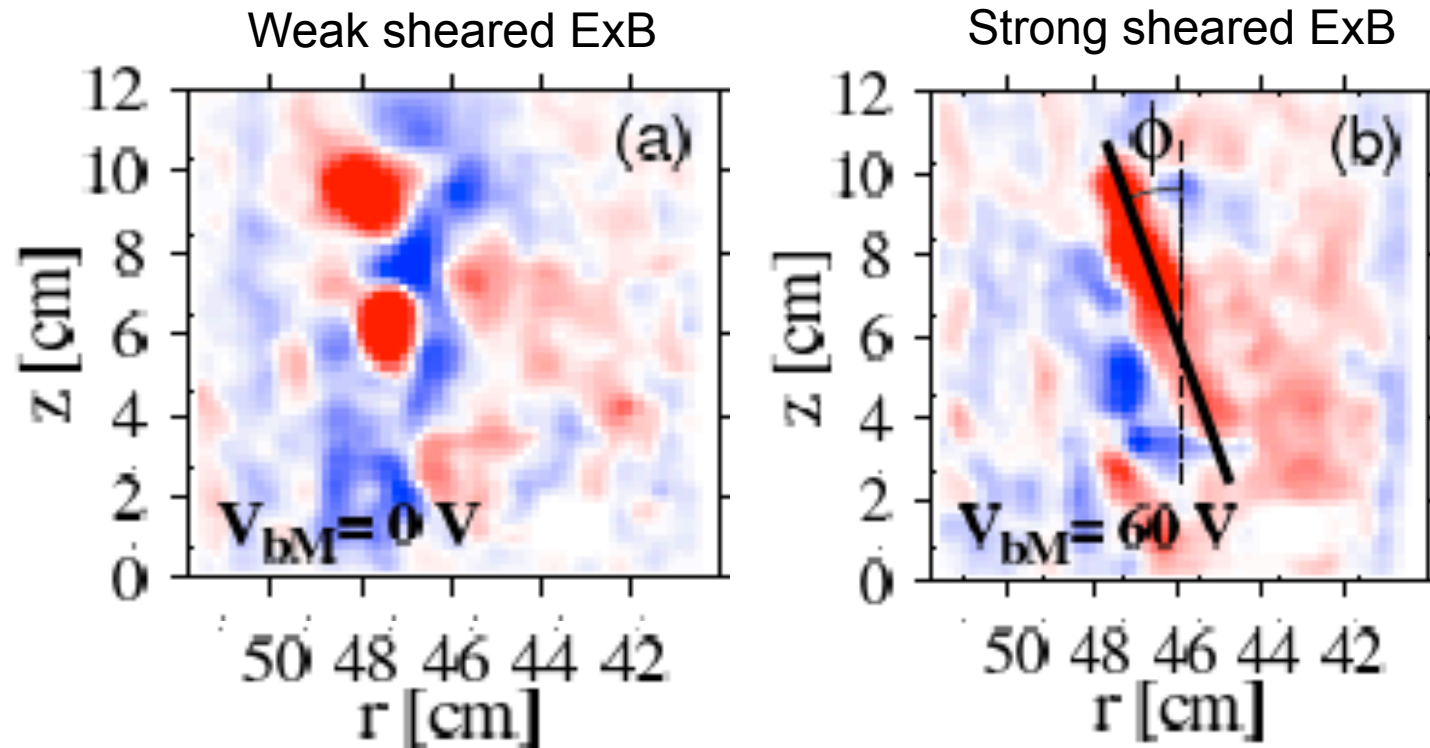 Weak sheared ExB
12
10
8
6
4
2
0
z [cm]
(a)
V_bM= 0 V
50 48 46 44 42
r [cm]
Strong sheared ExB
12
10
8
6
4
2
0
z [cm]
ϕ
(b)
V_bM= 60 V
50 48 46 44 42
r [cm]